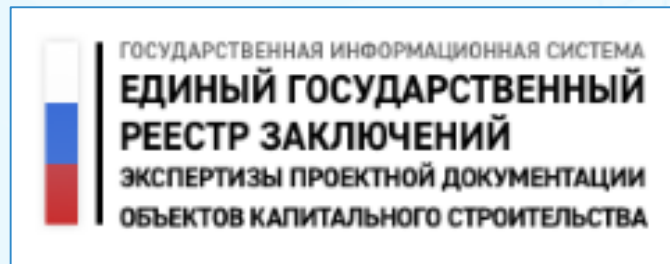 ГОСУДАРСТВЕННАЯ ИНФОРМАЦИОННАЯ СИСТЕМА
ЕДИНЫЙ ГОСУДАРСТВЕННЫЙ
РЕЕСТР ЗАКЛЮЧЕНИЙ
ЭКСПЕРТИЗЫ ПРОЕКТНОЙ ДОКУМЕНТАЦИИ
ОБЪЕКТОВ КАПИТАЛЬНОГО СТРОИТЕЛЬСТВА